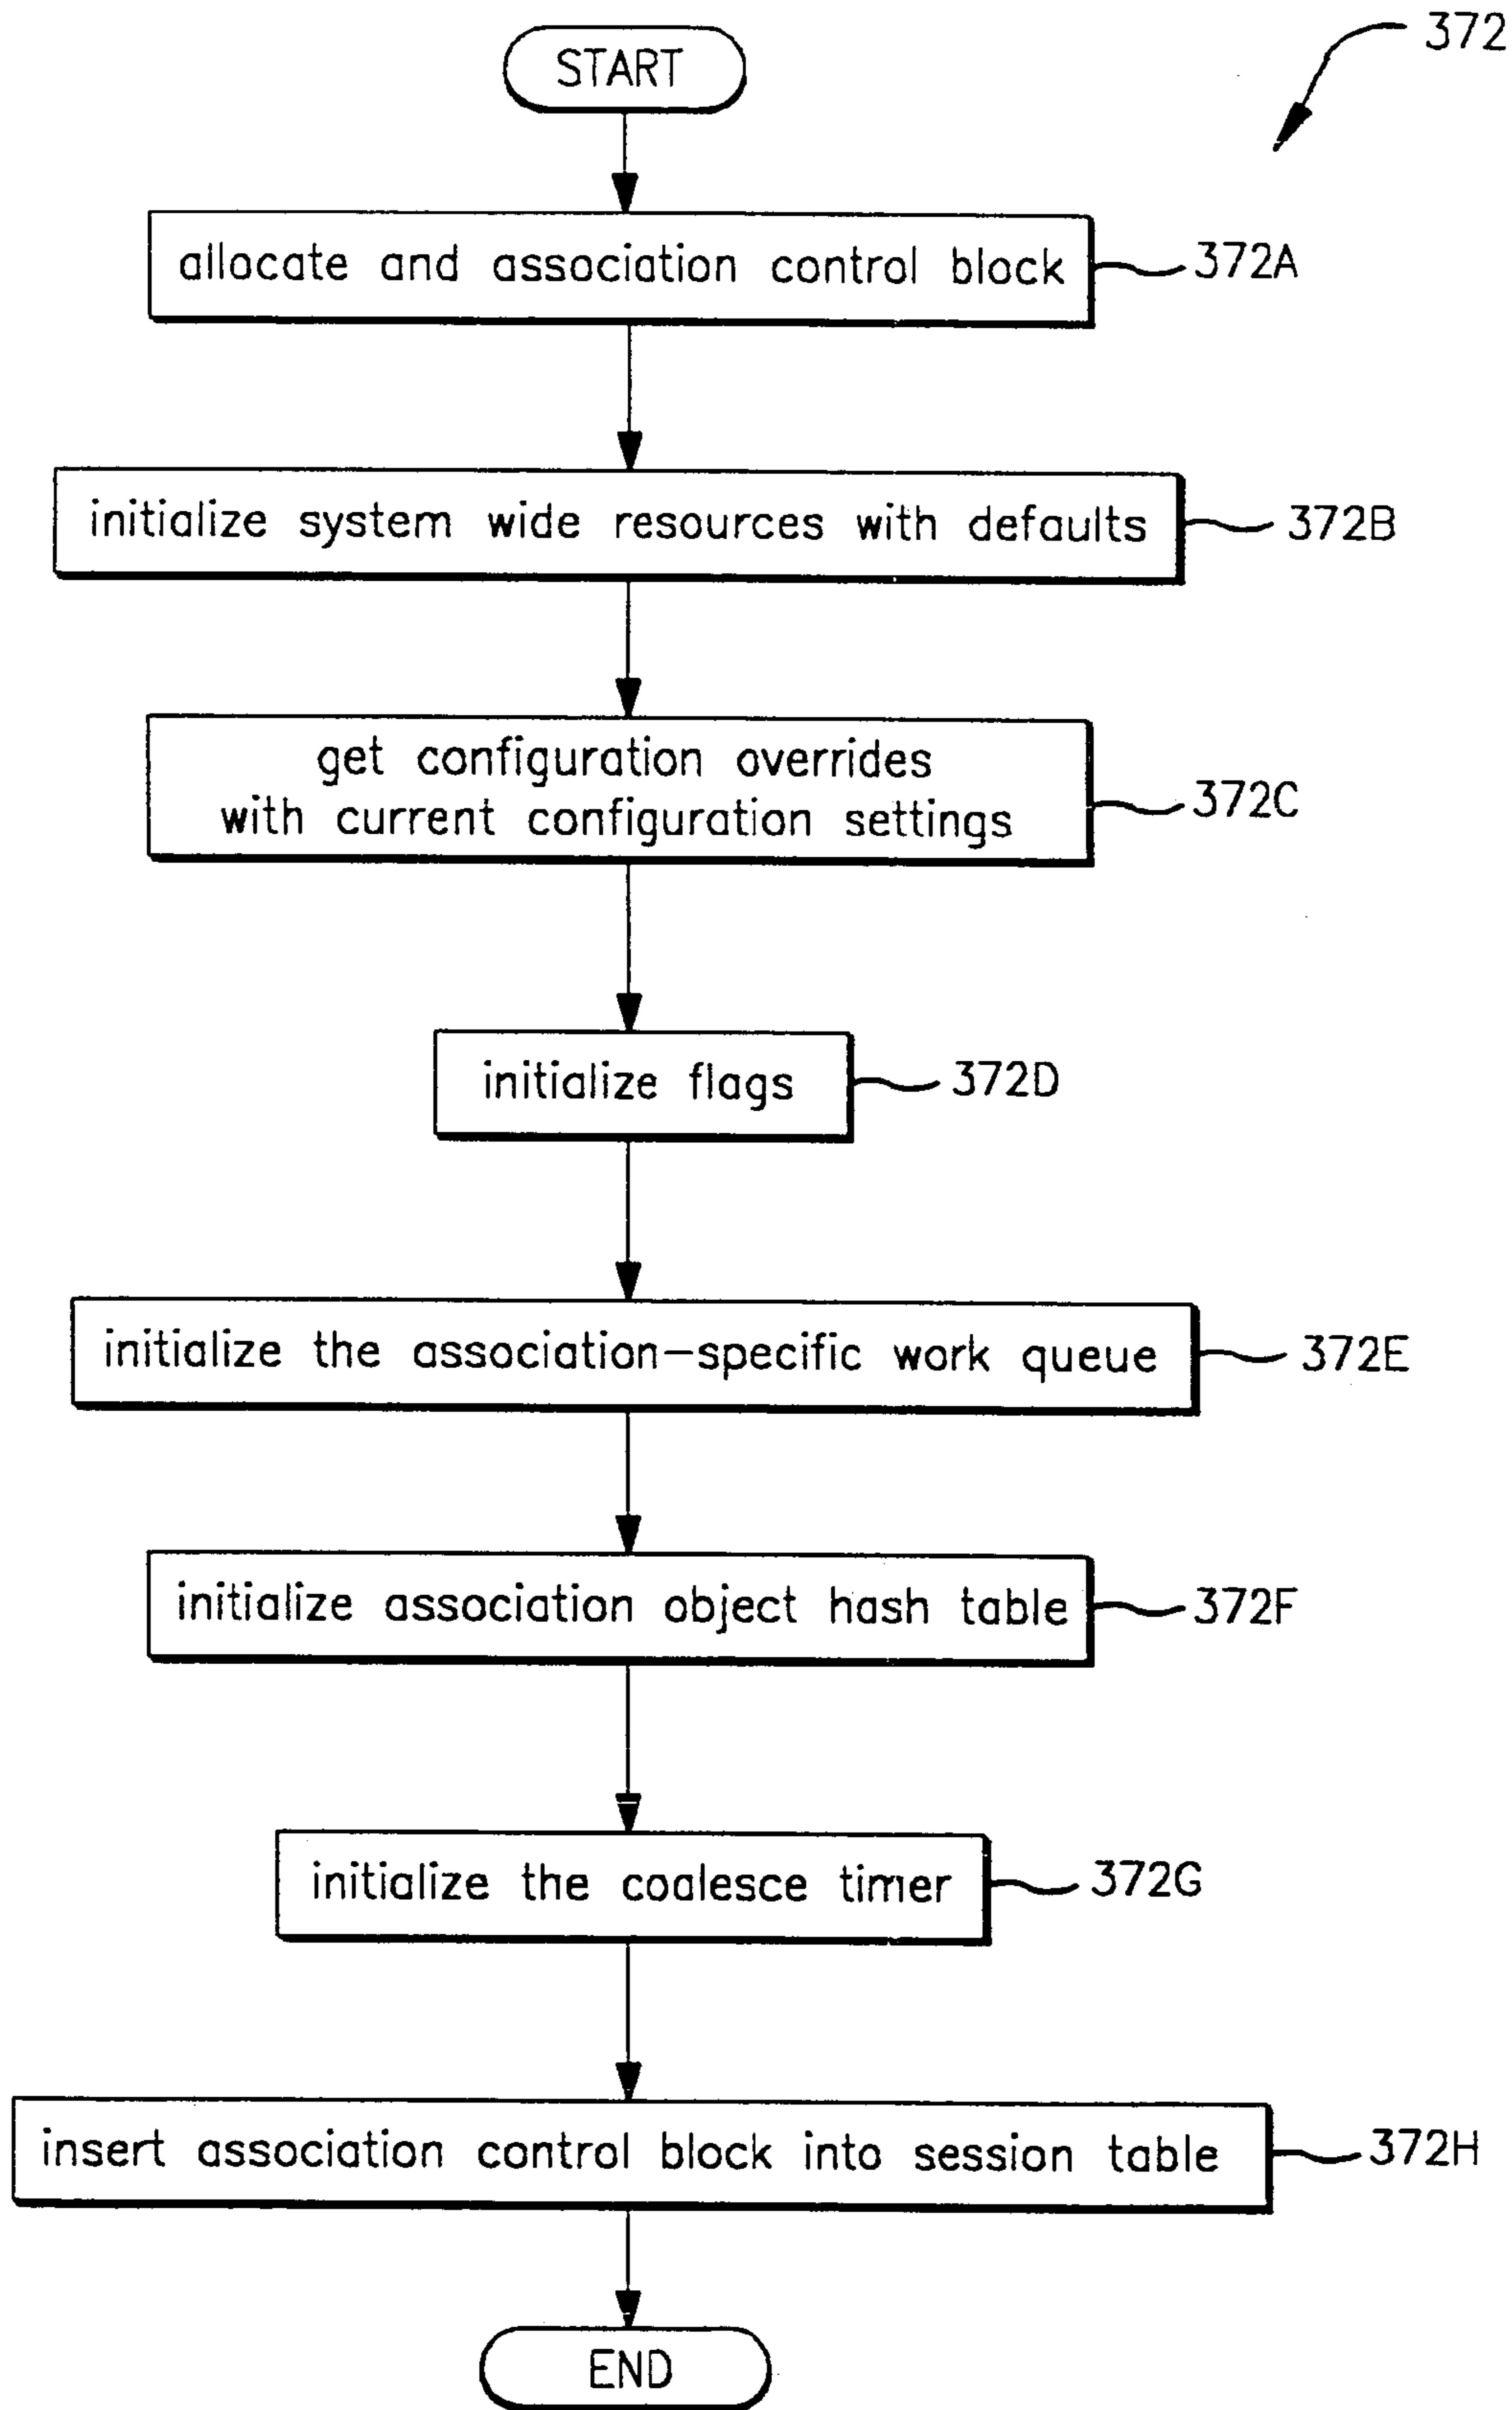 372
START
allocate and association control block
372A
initialize system wide resources with defaults
372B
get configuration overrides
with current configuration settings
372C
initialize flags
372D
initialize the association-specific work queue
372E
initialize association object hash table
372F
initialize the coalesce timer
372G
insert association control block into session table
372H
END